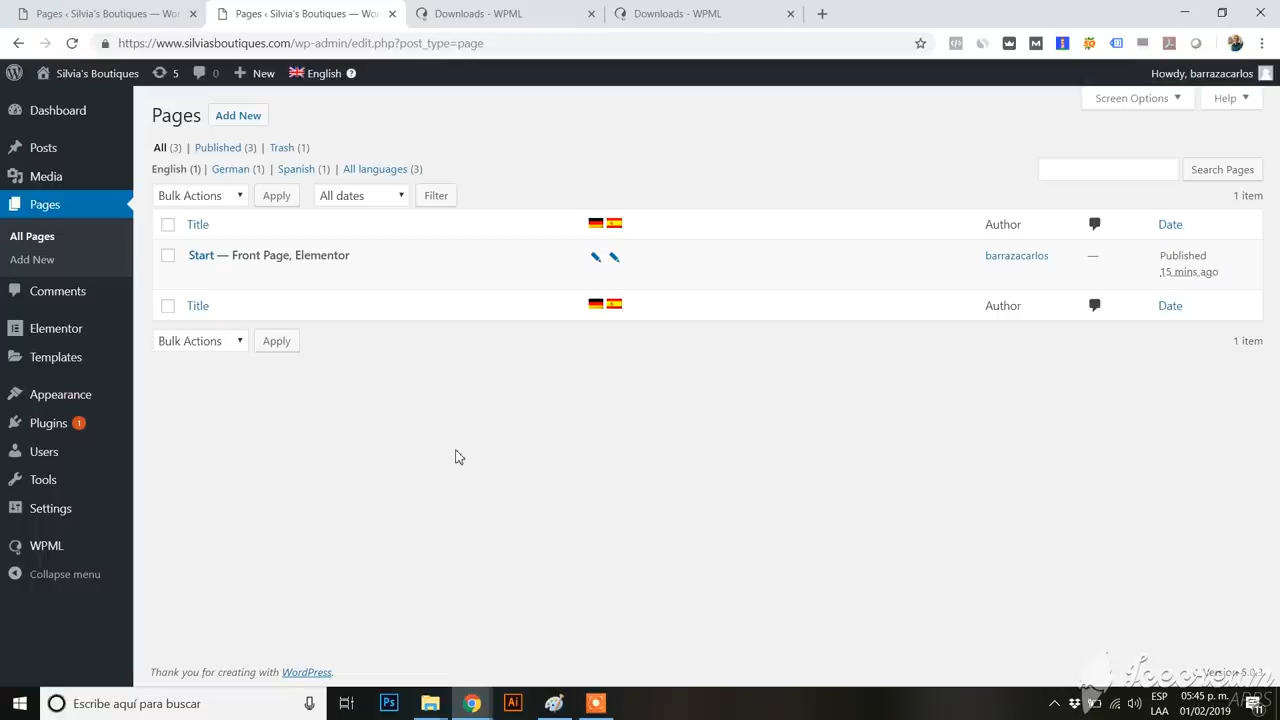 Pages ‹ Silvia's Boutiques — Wor
Pages ‹ Silvia's Boutiques — Wo
Downloads - WPML
Downloads - WPML
https://www.silviasboutiques.com/wp-admin/edit.php?post_type=page
Silvia's Boutiques 5 0 New English
Howdy, barrazacarlos
Dashboard
Posts
Media
Pages
All Pages
Add New
Comments
Elementor
Templates
Appearance
Plugins 1
Users
Tools
Settings
WPML
Collapse menu
Screen Options Help
Pages Add New
All (3) | Published (3) | Trash (1)
English (1) | German (1) | Spanish (1) | All languages (3)
Search Pages
Bulk Actions Apply All dates Filter
1 item
Title Author Date
Start — Front Page, Elementor barrazacarlos — Published
15 mins ago
Title Author Date
Bulk Actions Apply 1 item
Thank you for creating with WordPress.
Icecream
APPS
Escribe aquí para buscar
ESP
LAA
05:45 p. m.
01/02/2019